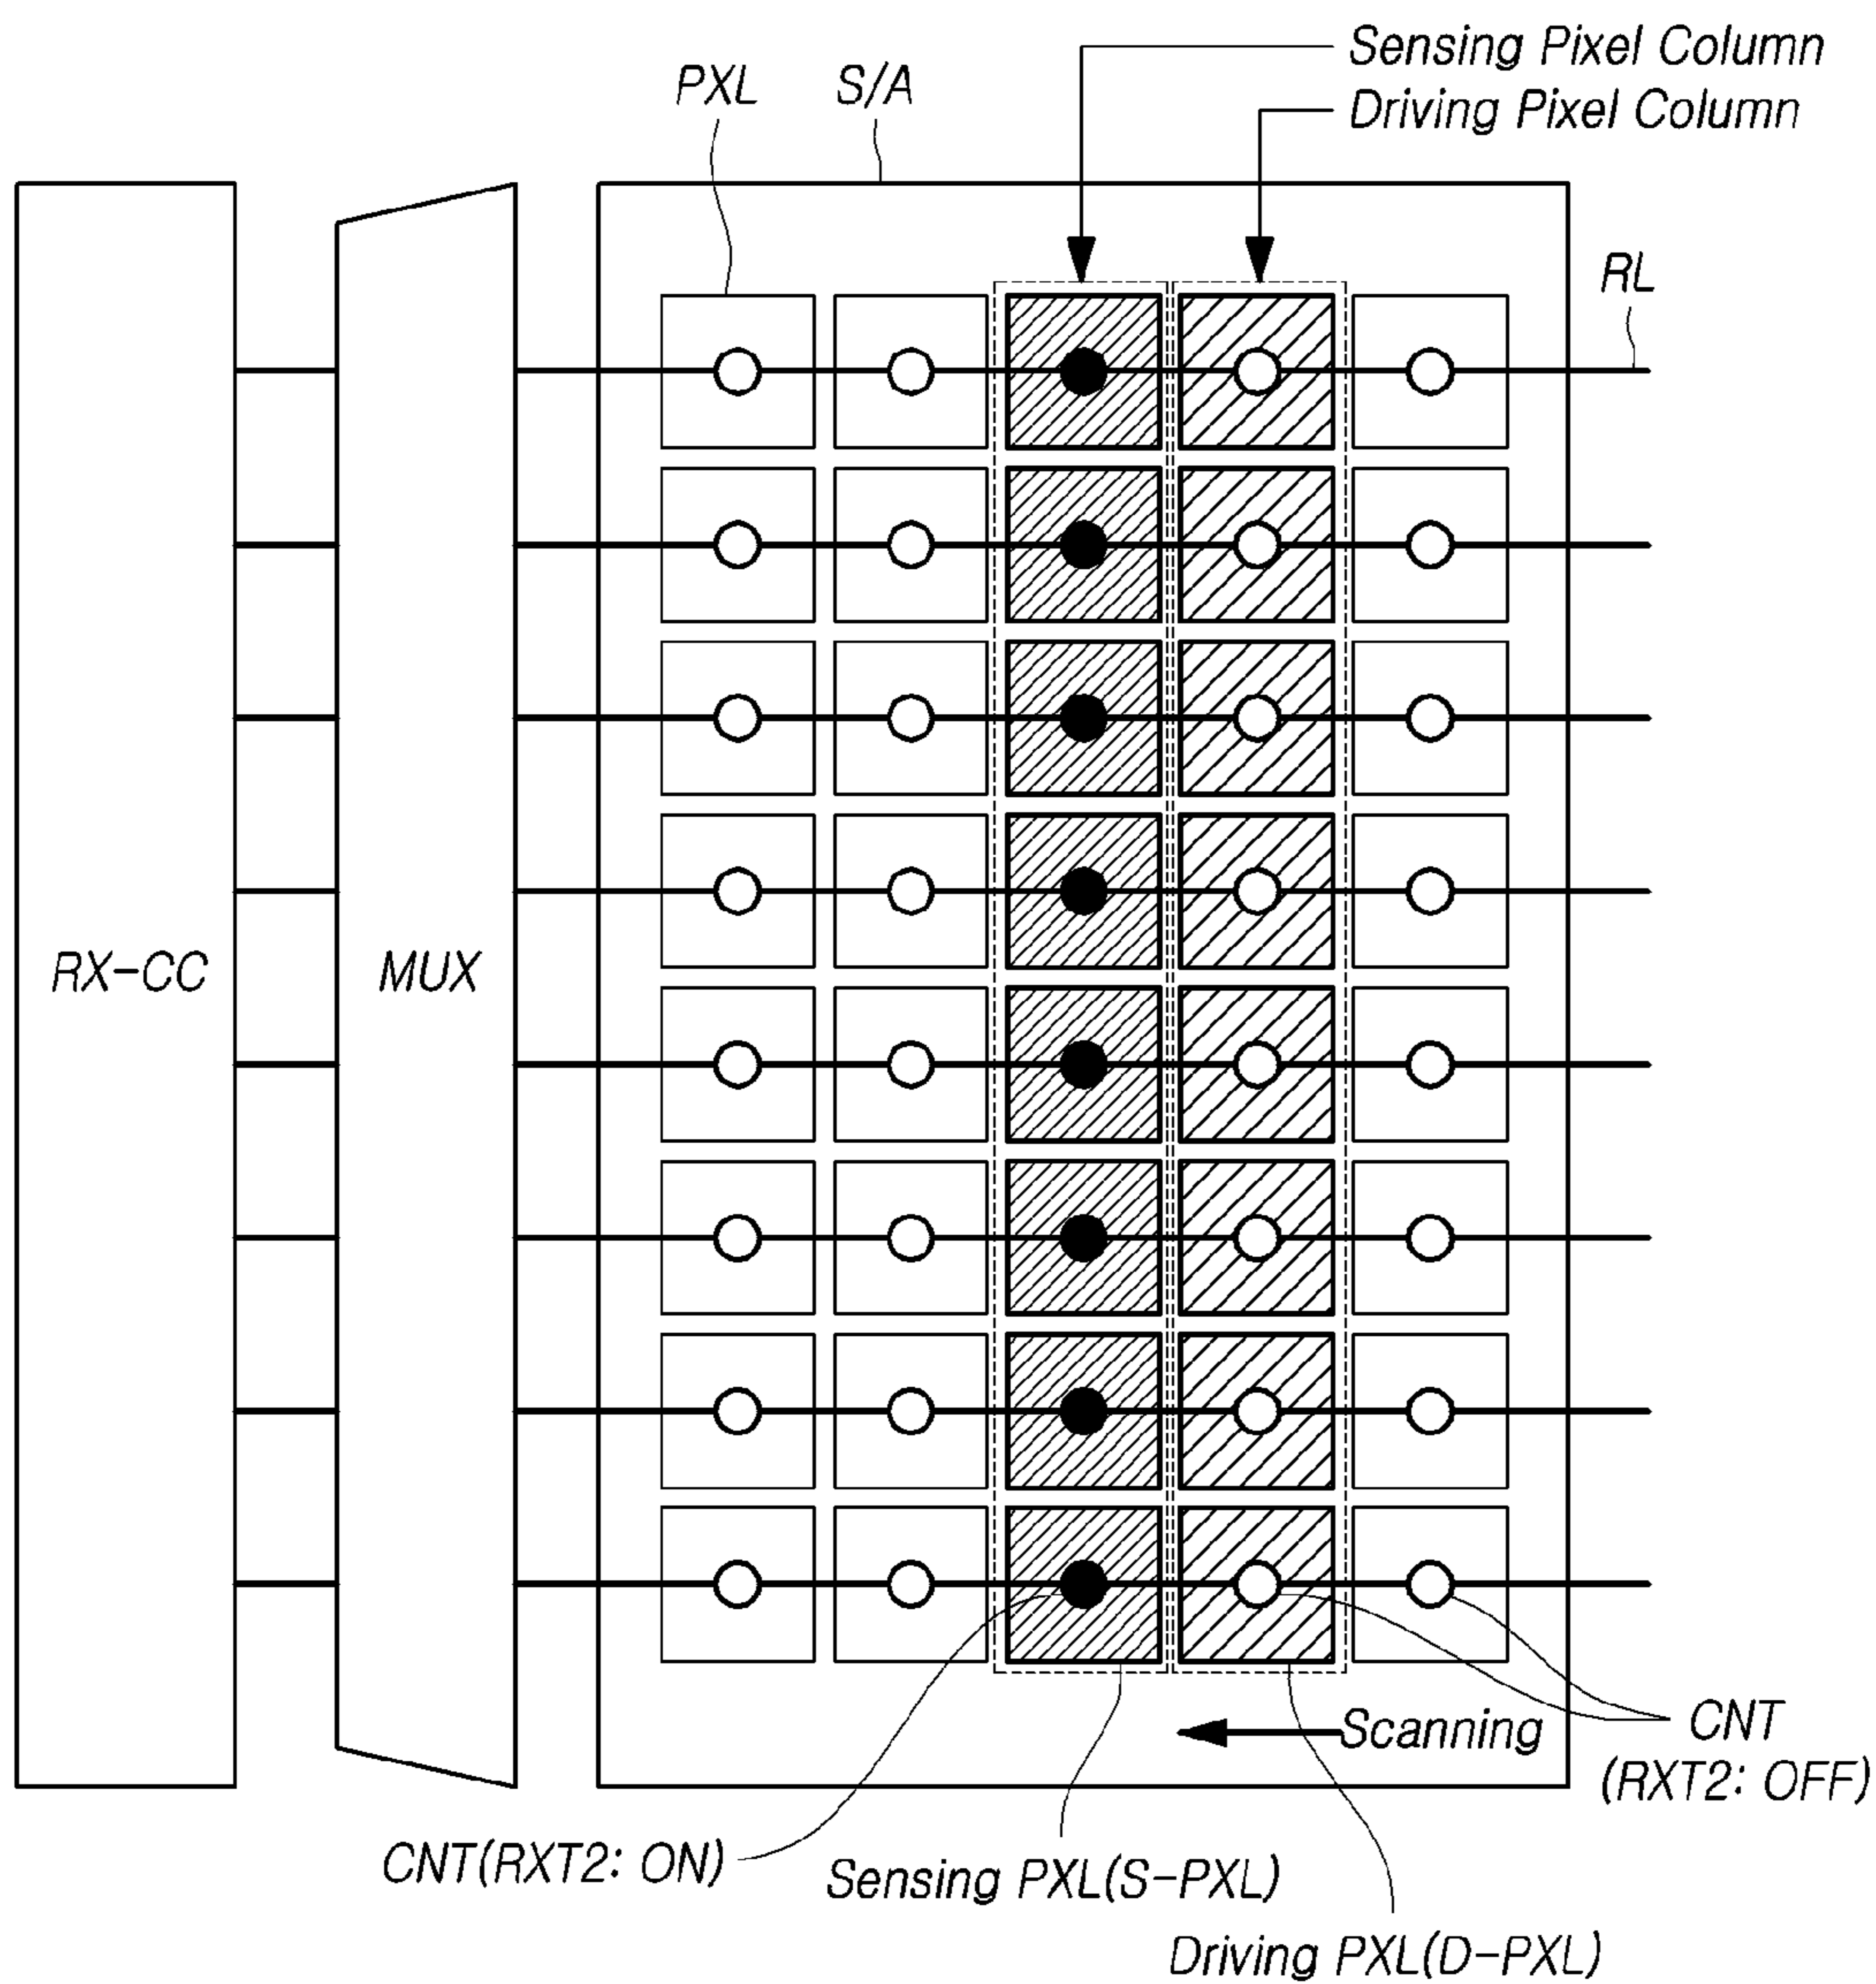 Sensing Pixel Column
PXL
S/A
Driving Pixel Column
RL
RX-CC
MUX
Scanning
CNT
(RXT2: OFF)
CNT(RXT2: ON)
Sensing PXL(S-PXL)
Driving PXL(D-PXL)